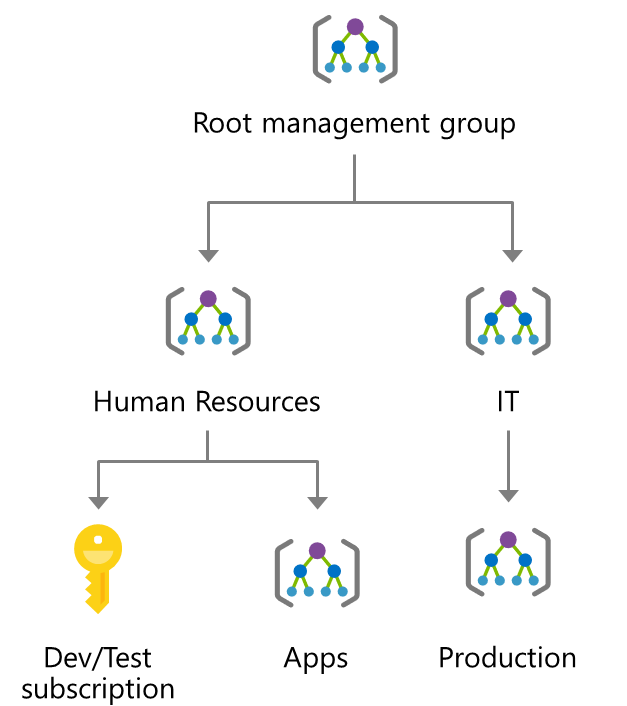 Root management group
Human Resources
IT
Dev/Test
subscription
Apps
Production